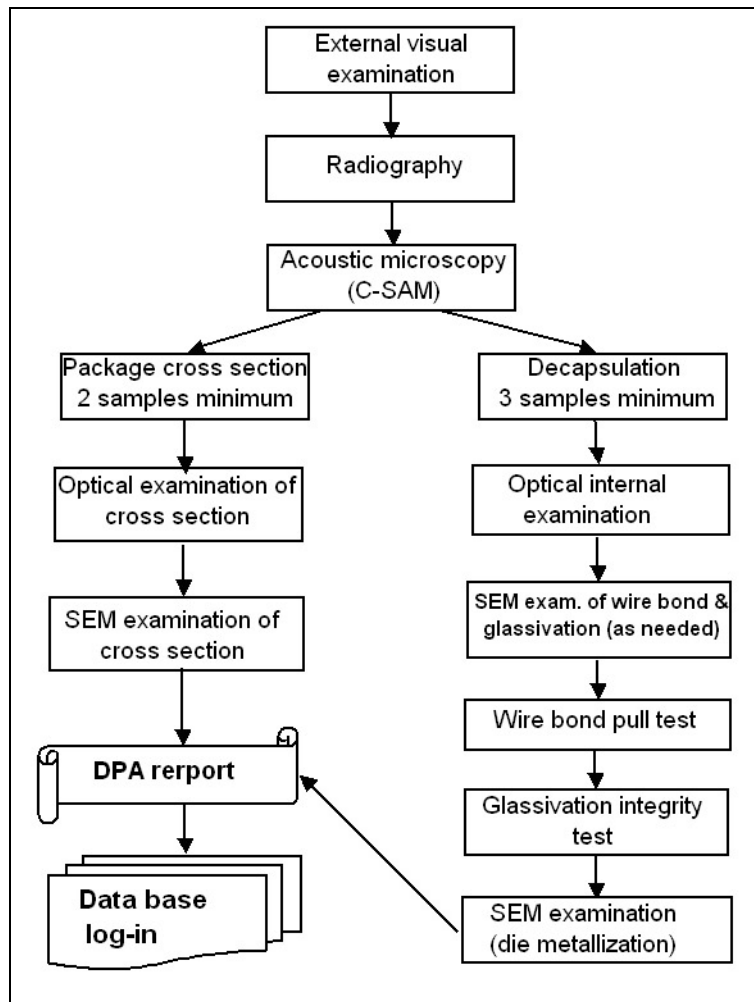 External visual
examination
Radiography
Acoustic microscopy
(C-SAM)
Package cross section
2 samples minimum
Optical examination of
cross section
SEM examination of
cross section
DPA rerport
Data base
log-in
Decapsulation
3 samples minimum
Optical internal
examination
SEM exam. of wire bond &
glassivation (as needed)
Wire bond pull test
Glassivation integrity
test
SEM examination
(die metallization)